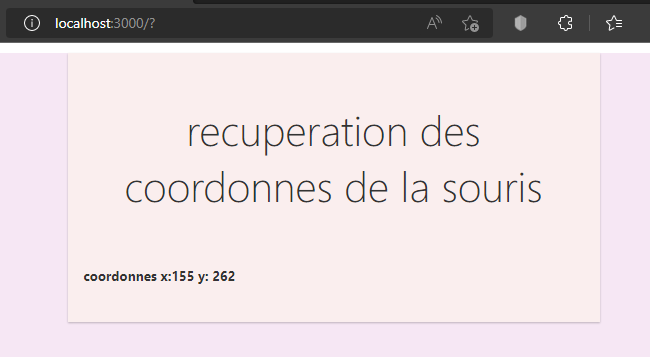 localhost:3000/?
recuperation des
coordonnes de la souris
coordonnes x:155 y: 262